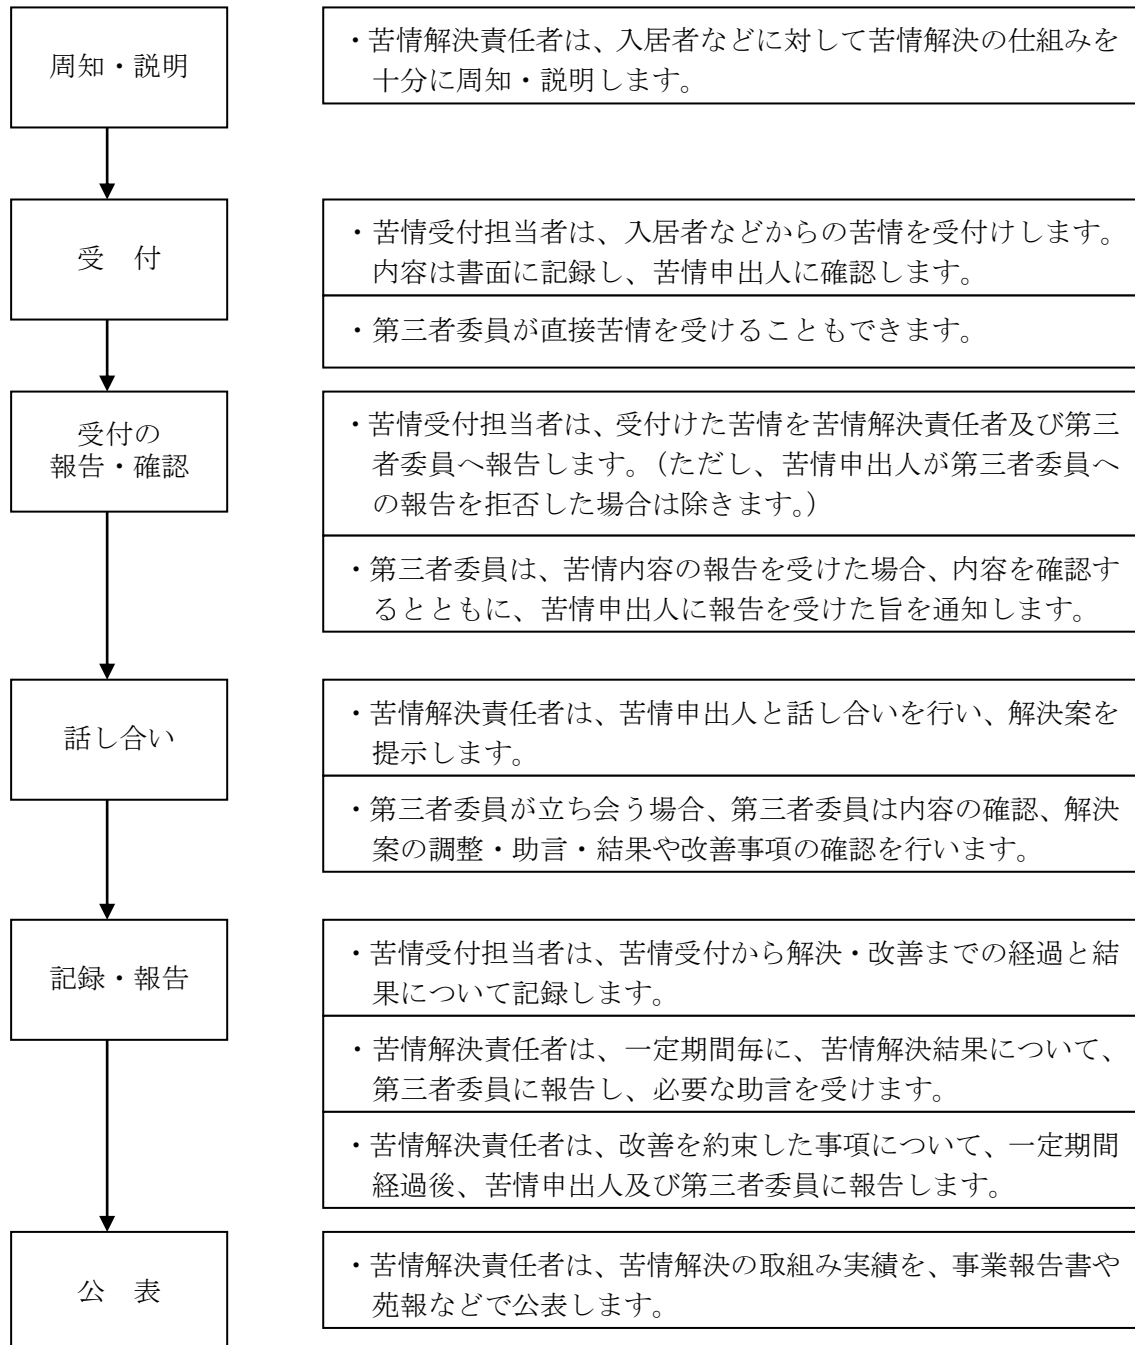 周知・説明
・苦情解決責任者は、入居者などに対して苦情解決の仕組みを
十分に周知・説明します。
受　付
・苦情受付担当者は、入居者などからの苦情を受付けします。
内容は書面に記録し、苦情申出人に確認します。
・第三者委員が直接苦情を受けることもできます。
受付の
報告・確認
・苦情受付担当者は、受付けた苦情を苦情解決責任者及び第三
者委員へ報告します。（ただし、苦情申出人が第三者委員へ
の報告を拒否した場合は除きます。）
・第三者委員は、苦情内容の報告を受けた場合、内容を確認す
るとともに、苦情申出人に報告を受けた旨を通知します。
話し合い
・苦情解決責任者は、苦情申出人と話し合いを行い、解決案を
提示します。
・第三者委員が立ち会う場合、第三者委員は内容の確認、解決
案の調整・助言・結果や改善事項の確認を行います。
記録・報告
・苦情受付担当者は、苦情受付から解決・改善までの経過と結
果について記録します。
・苦情解決責任者は、一定期間毎に、苦情解決結果について、
第三者委員に報告し、必要な助言を受けます。
・苦情解決責任者は、改善を約束した事項について、一定期間
経過後、苦情申出人及び第三者委員に報告します。
公　表
・苦情解決責任者は、苦情解決の取組み実績を、事業報告書や
苑報などで公表します。